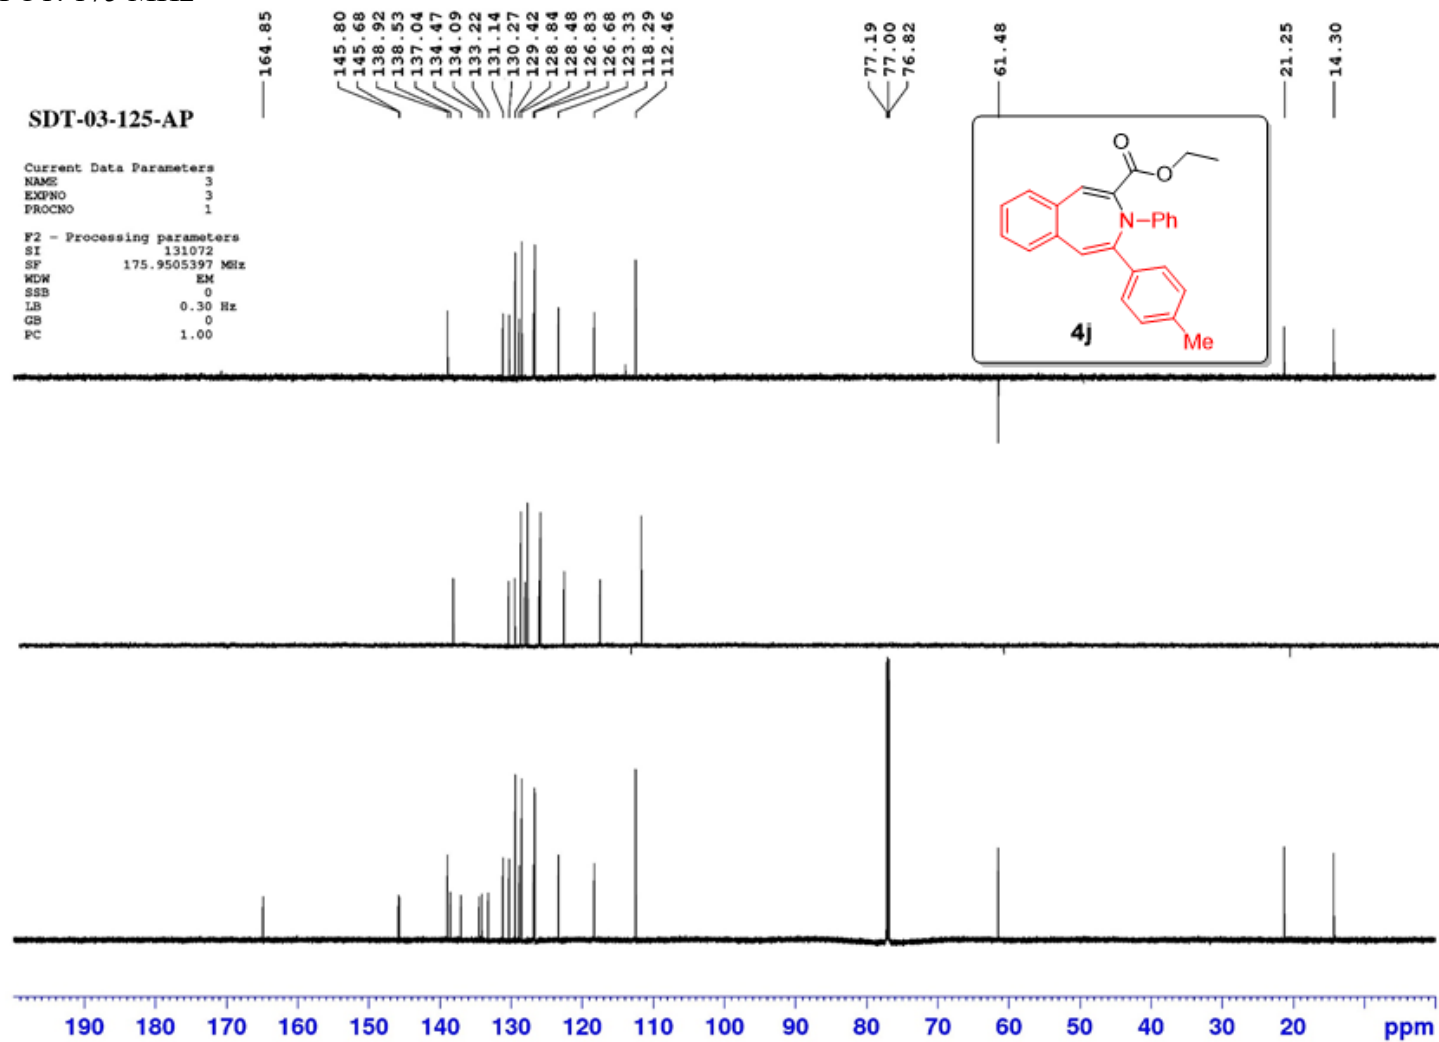 164.85
145.80
145.68
138.92
138.53
137.04
134.47
134.09
133.22
131.14
130.27
129.42
128.84
128.48
126.83
126.68
123.33
118.29
112.46
77.19
77.00
76.82
61.48
21.25
14.30
SDT-03-125-AP
Current Data Parameters
NAME 3
EXPNO 3
PROCNO 1
F2 - Processing parameters
SI 131072
SF 175.9505397 MHz
WDW EM
SSB 0
LB 0.30 Hz
GB 0
PC 1.00
O
O
N-Ph
Me
4j
190 180 170 160 150 140 130 120 110 100 90 80 70 60 50 40 30 20 ppm